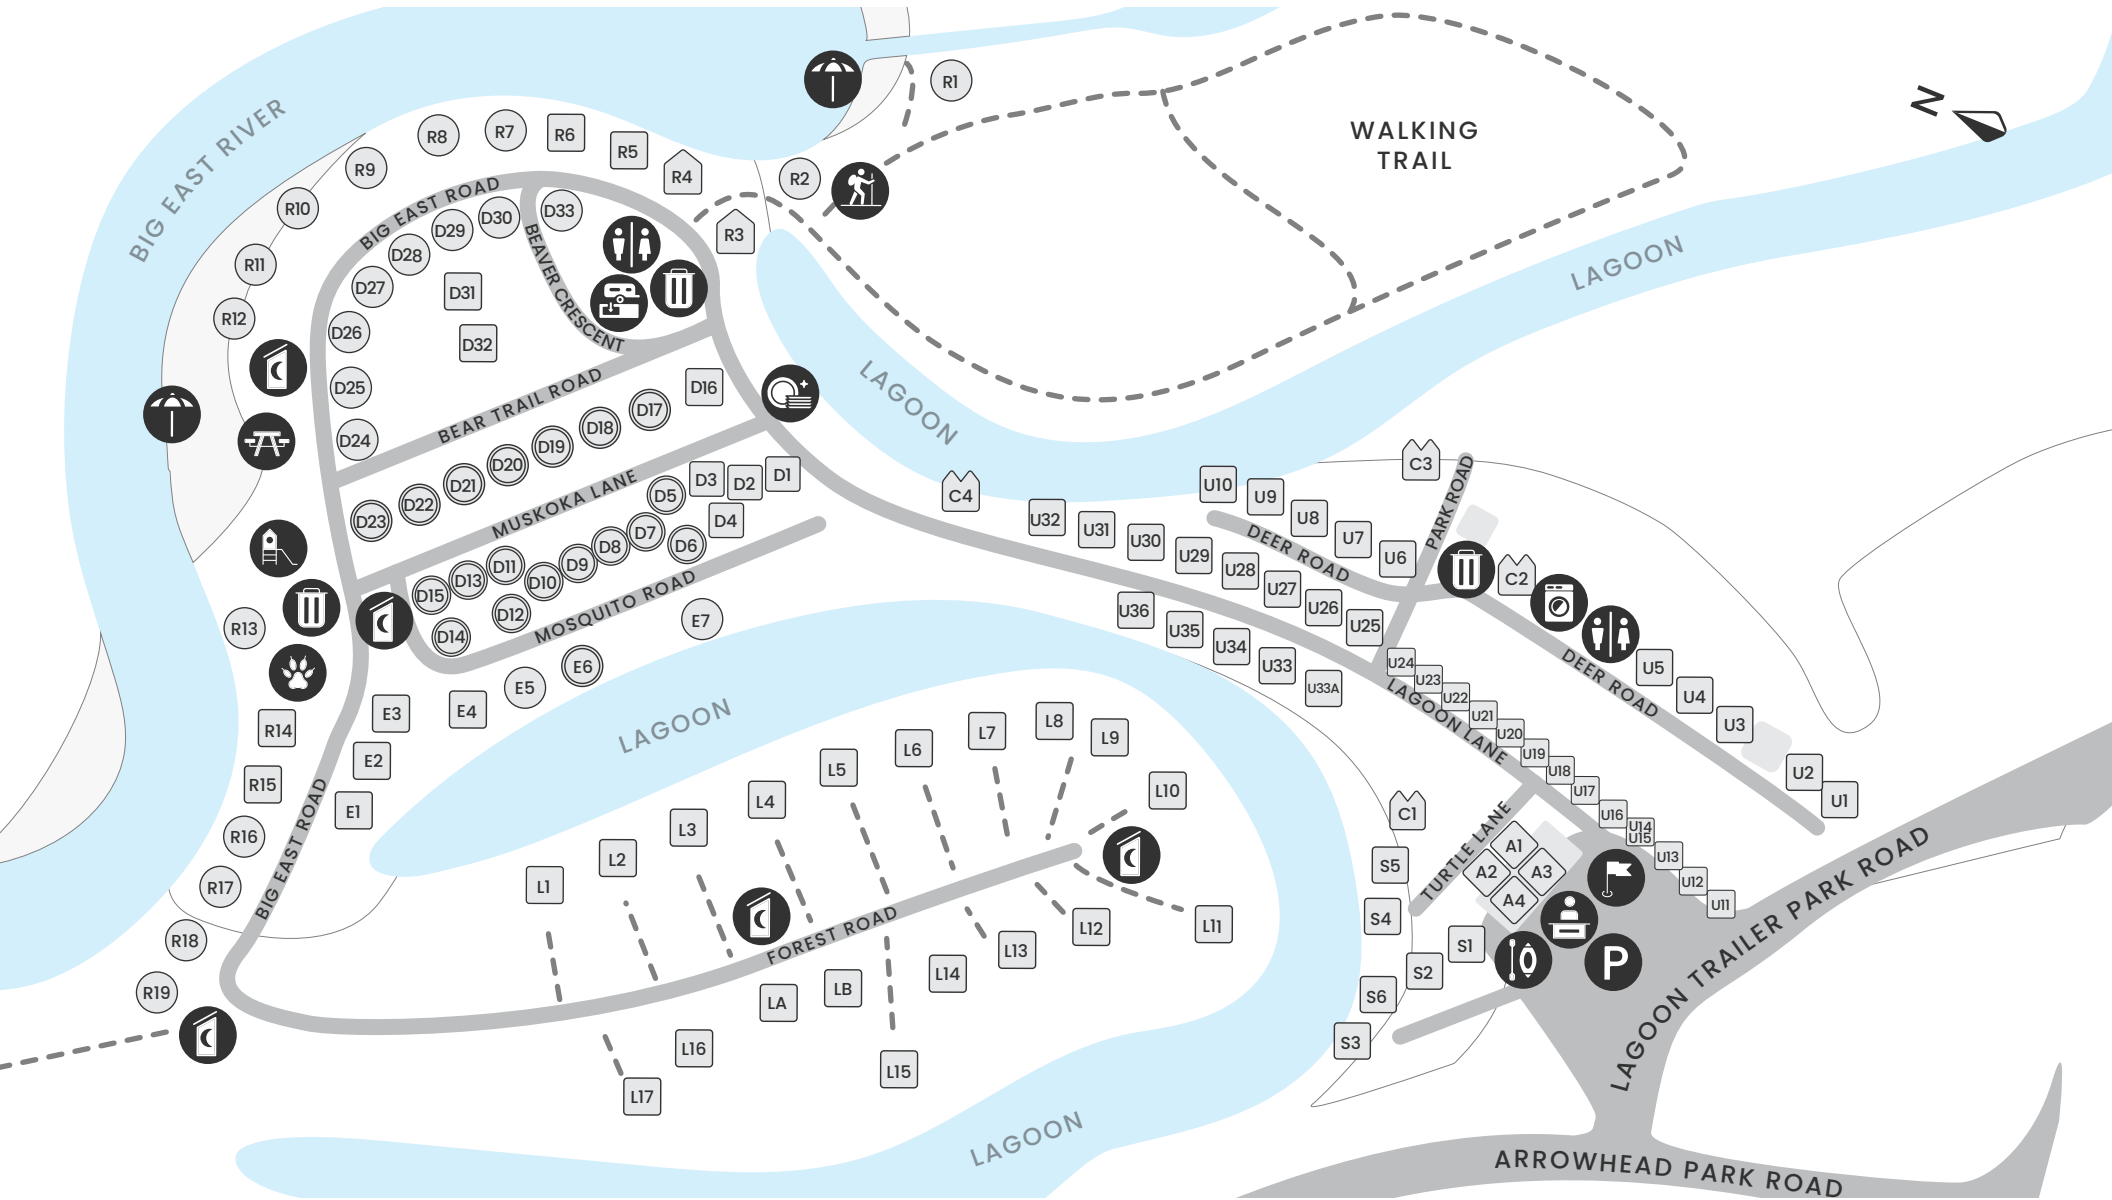 R1
WALKING
TRAIL
N
BIG EAST RIVER
R8
R7
R6
R5
R4
R9
R2
R10
R3
R11
R12
BIG EAST ROAD
D33
D30
D29
D28
D27
D26
D25
D24
D31
D32
BEAVER CRESCENT
LAGOON
LAGOON
BEAR TRAIL ROAD
D16
D17
D18
D19
D20
D21
D22
D23
MUSKOKA LANE
D1
D2
D3
D4
D5
D6
D7
D8
D9
D10
D11
D12
D13
D14
D15
MOSQUITO ROAD
E7
E6
E5
E4
E3
E2
E1
R13
R14
R15
R16
R17
R18
R19
BIG EAST ROAD
LAGOON
C4
C3
PARK ROAD
C2
U10
U9
U8
U7
U6
DEER ROAD
U32
U31
U30
U29
U28
U27
U26
U25
U36
U35
U34
U33
U33A
U24
U23
U22
U21
U20
U19
U18
U17
U16
U14
U15
U13
U12
U11
LAGOON LANE
DEER ROAD
U5
U4
U3
U2
U1
L1
L2
L3
L4
L5
L6
L7
L8
L9
L10
L11
L12
L13
L14
L15
L16
L17
LA
LB
FOREST ROAD
C1
S5
S4
S1
S2
S6
S3
TURTLE LANE
A1
A2
A3
A4
P
LAGOON TRAILER PARK ROAD
LAGOON
ARROWHEAD PARK ROAD